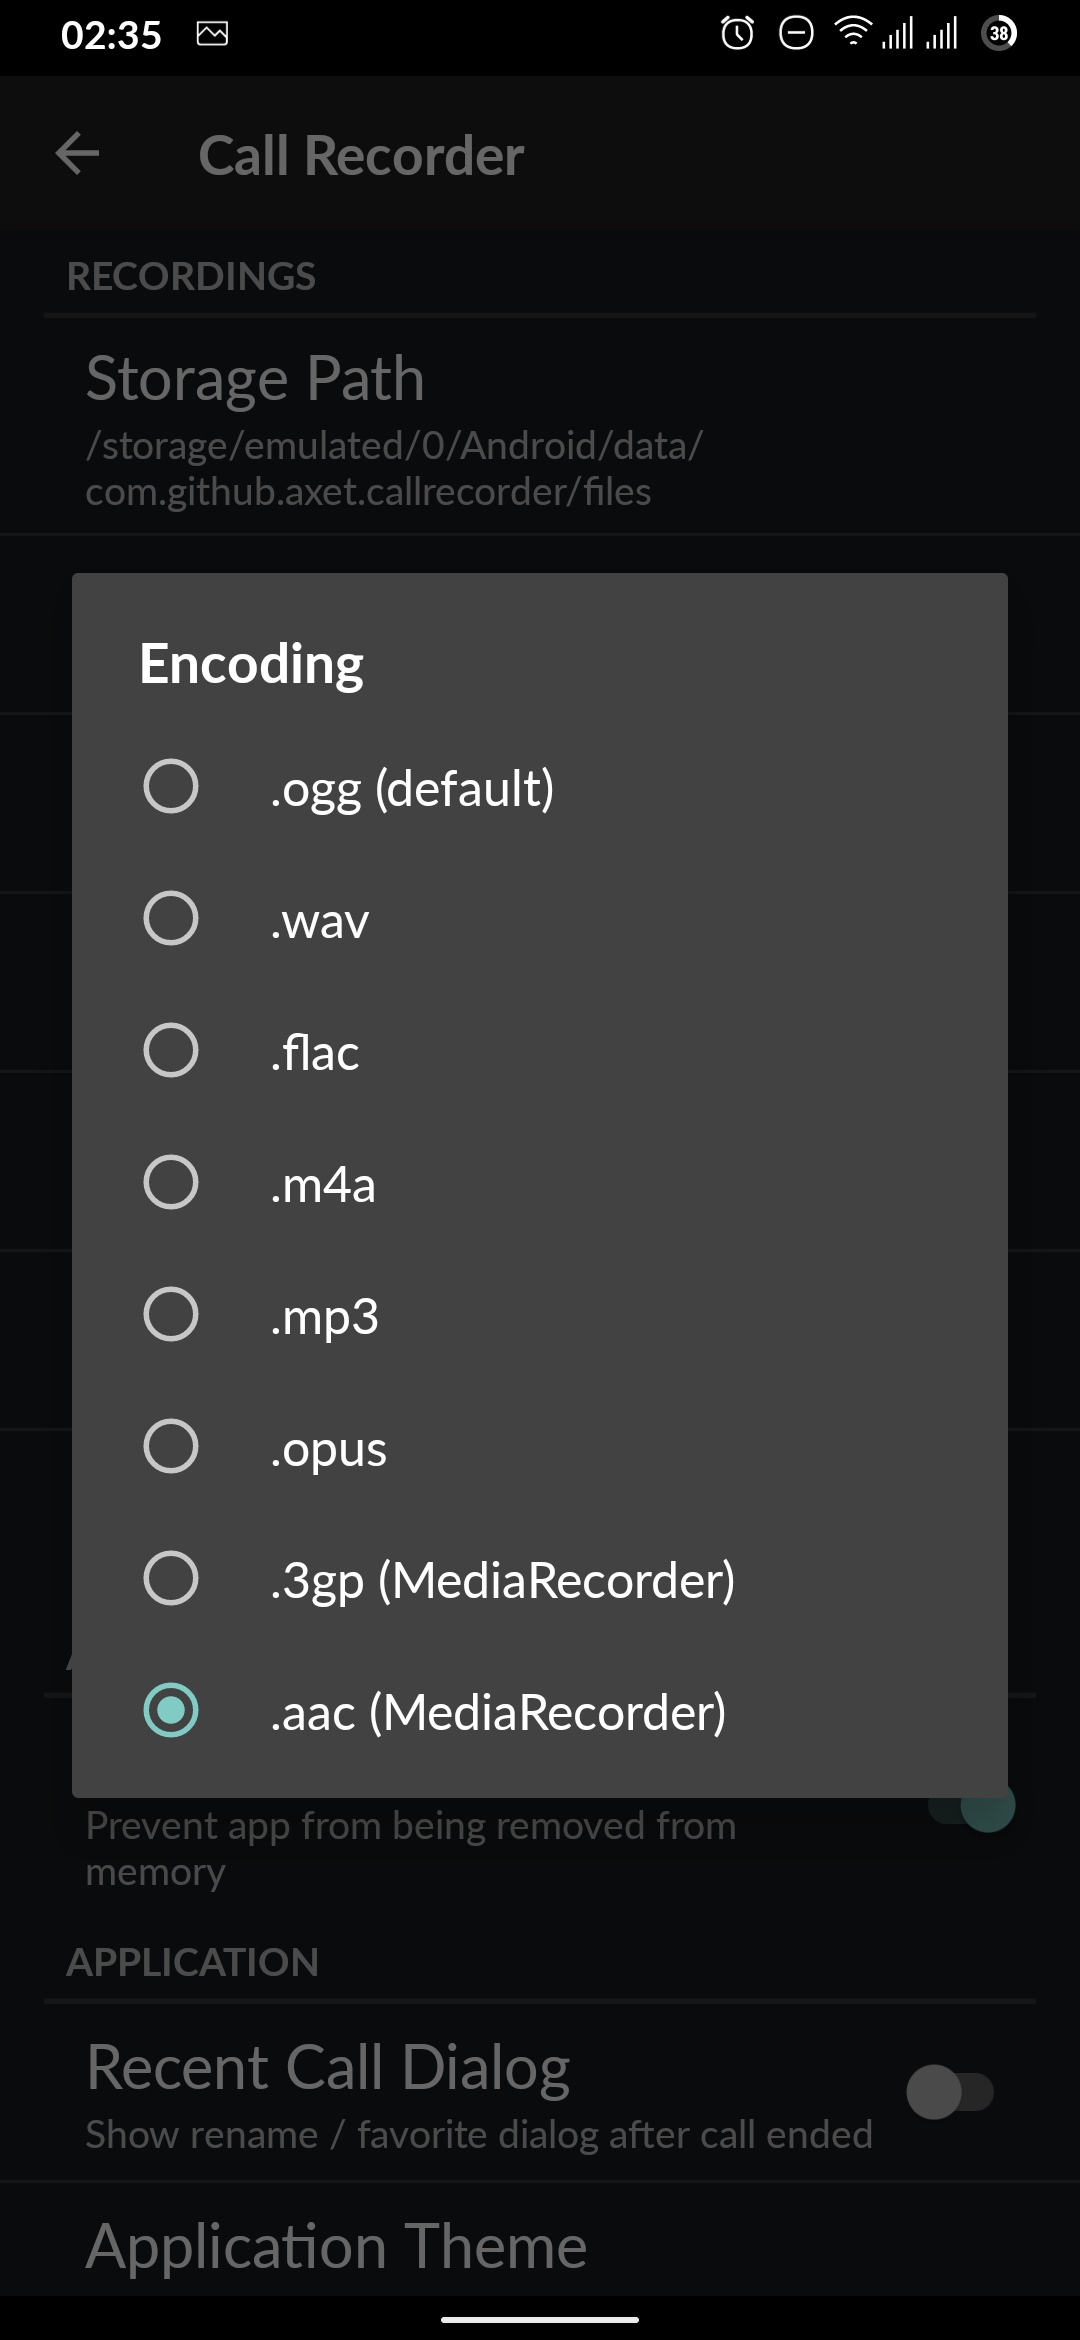 02:35
38
Call Recorder
RECORDINGS
Storage Path
/storage/emulated/0/Android/data/
com.github.axet.callrecorder/files
Encoding
.ogg (default)
.wav
.flac
.m4a
.mp3
.opus
.3gp (MediaRecorder)
.aac (MediaRecorder)
Prevent app from being removed from
memory
APPLICATION
Recent Call Dialog
Show rename / favorite dialog after call ended
Application Theme